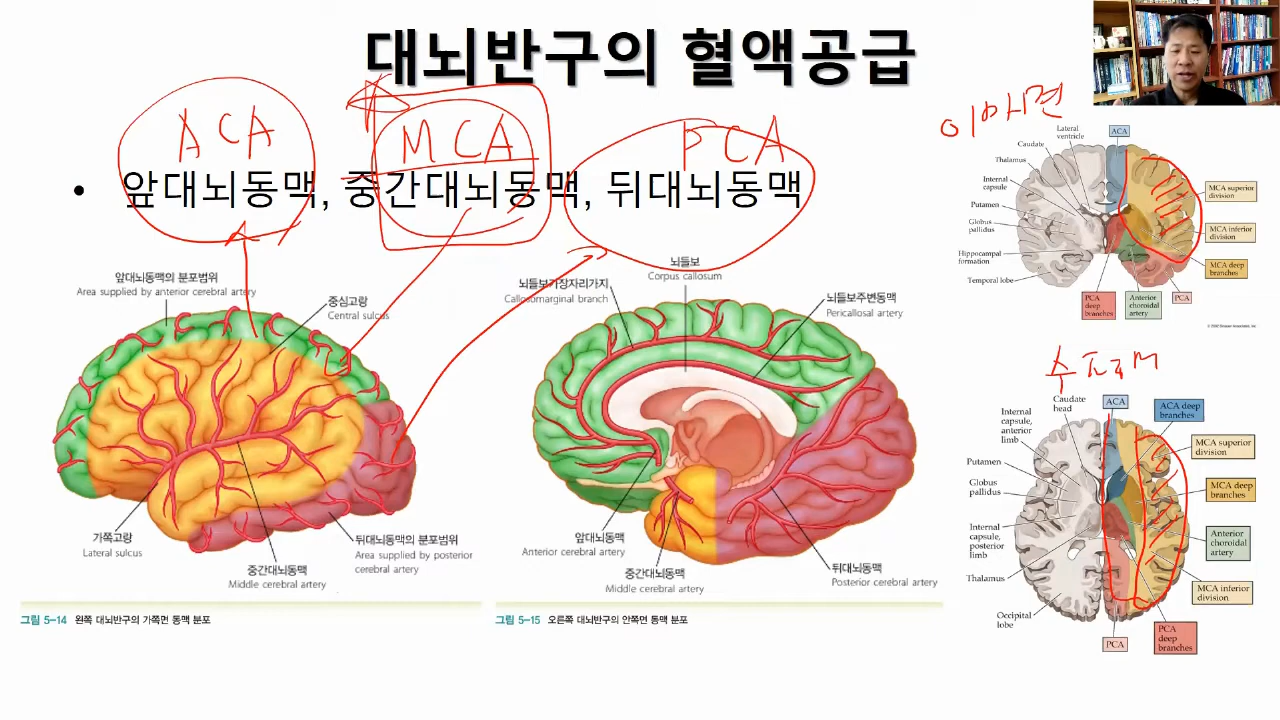 대뇌반구의 혈액공급
ACA
MCA
PCA
• 앞대뇌동맥, 중간대뇌동맥, 뒤대뇌동맥
앞대뇌동맥의 분포범위
Area supplied by anterior cerebral artery
중심고랑
Central sulcus
가쪽고랑
Lateral sulcus
중간대뇌동맥
Middle cerebral artery
뒤대뇌동맥의 분포범위
Area supplied by posterior
cerebral artery
그림 5-14 왼쪽 대뇌반구의 가쪽면 동맥 분포
뇌들보가장자리가지
Callosomarginal branch
뇌들보
Corpus callosum
뇌들보주변동맥
Pericallosal artery
앞대뇌동맥
Anterior cerebral artery
중간대뇌동맥
Middle cerebral artery
뒤대뇌동맥
Posterior cerebral artery
그림 5-15 오른쪽 대뇌반구의 안쪽면 동맥 분포
이마면
Lateral
ventricle
ACA
Caudate
Thalamus
Internal
capsule
Putamen
Globus
pallidus
Hippocampal
formation
Temporal lobe
MCA superior
division
MCA inferior
division
MCA deep
branches
PCA
deep
branches
Anterior
choroidal
artery
PCA
Caudate
head
ACA
ACA deep
branches
Internal
capsule,
anterior
limb
MCA superior
division
Putamen
Globus
pallidus
MCA deep
branches
Internal
capsule,
posterior
limb
Anterior
choroidal
artery
Thalamus
MCA inferior
division
Occipital
lobe
PCA
PCA
deep
branches